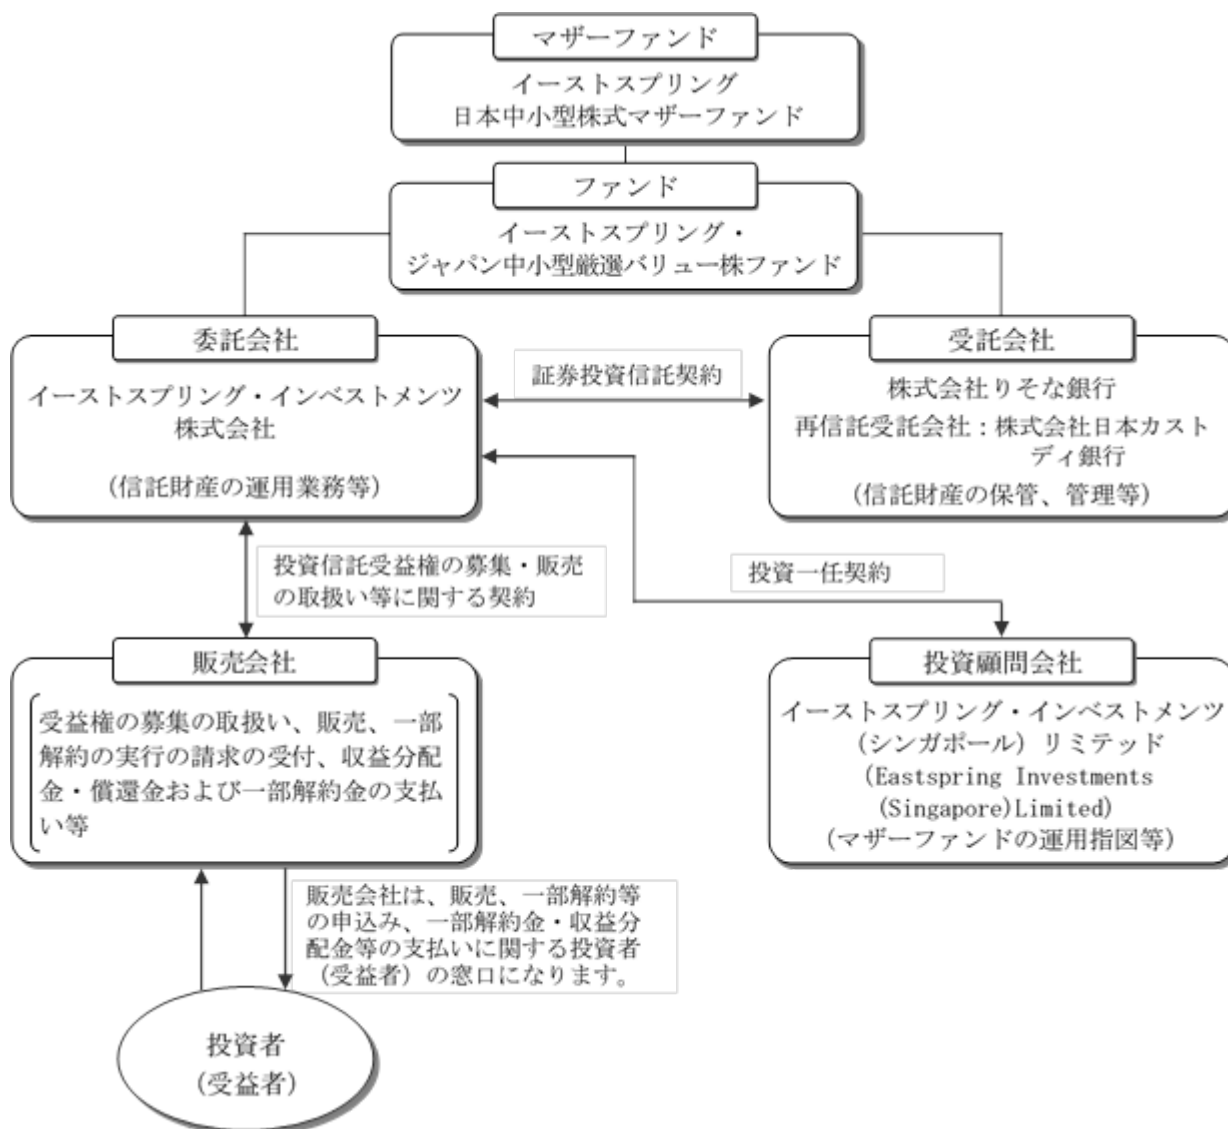 マザーファンド
イーストスプリング
日本中小型株式マザーファンド
ファンド
イーストスプリング・
ジャパン中小型厳選バリュー株ファンド
委託会社
イーストスプリング・インベストメンツ
株式会社
(信託財産の運用業務等)
証券投資信託契約
受託会社
株式会社りそな銀行
再信託受託会社：株式会社日本カスト
ディ銀行
(信託財産の保管、管理等)
投資信託受益権の募集・販売
の取扱い等に関する契約
投資一任契約
販売会社
受益権の募集の取扱い、販売、一部
解約の実行の請求の受付、収益分配
金・償還金および一部解約金の支払
い等
投資顧問会社
イーストスプリング・インベストメンツ
(シンガポール) リミテッド
(Eastspring Investments
(Singapore)Limited)
(マザーファンドの運用指図等)
販売会社は、販売、一部解約等
の申込み、一部解約金・収益分
配金等の支払いに関する投資者
(受益者) の窓口になります。
投資者
(受益者)